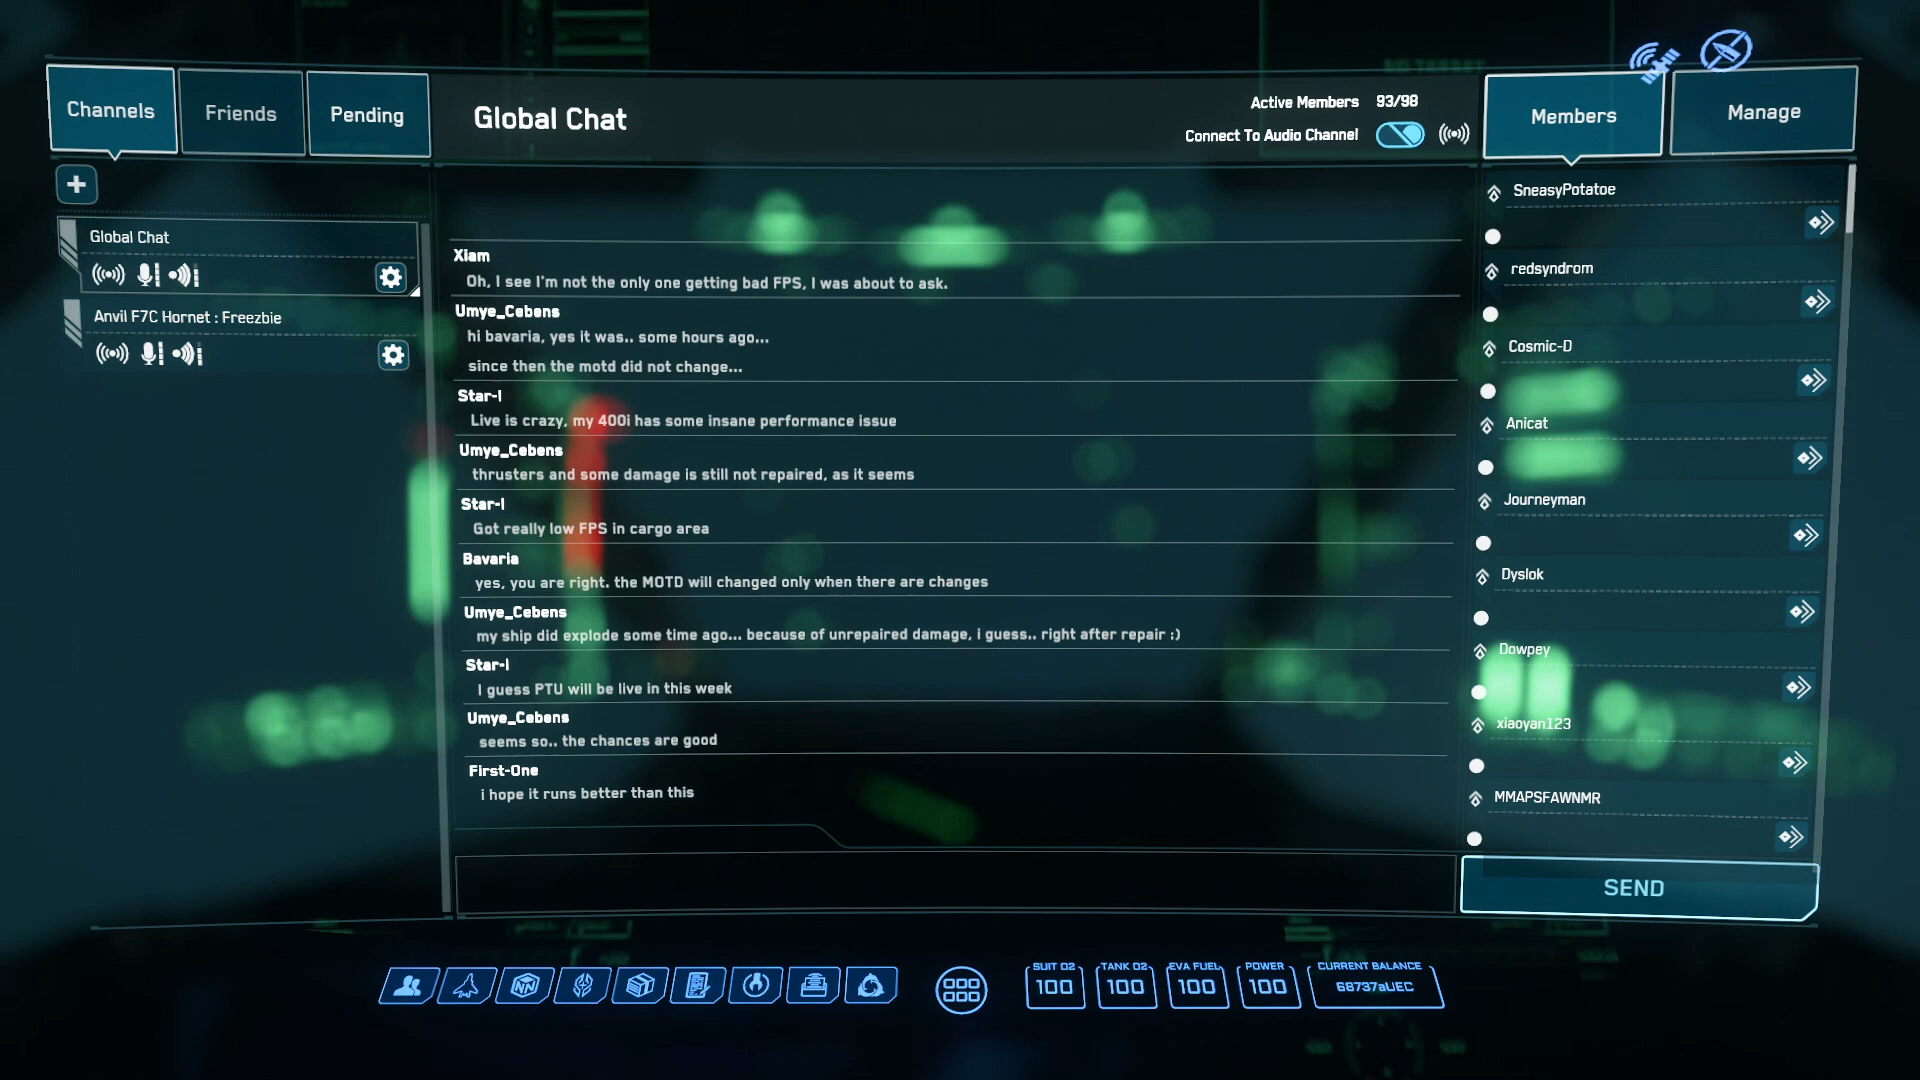 Channels
Friends
Pending
Global Chat
Active Members 93/98
Connect To Audio Channel
Members
Manage
Global Chat
Anvil F7C Hornet : Freezbie
Xiam
Oh, I see I'm not the only one getting bad FPS, I was about to ask.
Umye_Cebens
hi bavaria, yes it was.. some hours ago...
since then the motd did not change...
Star-I
Live is crazy, my 400i has some insane performance issue
Umye_Cebens
thrusters and some damage is still not repaired, as it seems
Star-I
Got really low FPS in cargo area
Bavaria
yes, you are right. the MOTD will changed only when there are changes
Umye_Cebens
my ship did explode some time ago... because of unrepaired damage, i guess.. right after repair :)
Star-I
I guess PTU will be live in this week
Umye_Cebens
seems so.. the chances are good
First-One
i hope it runs better than this
SneasyPotatoe
redsyndrom
Cosmic-D
Anicat
Journeyman
Dyslok
Dowpey
xiaoyan123
MMAPSFAWNMR
SEND
SUIT O2
100
TANK O2
100
EVA FUEL
100
POWER
100
CURRENT BALANCE
68737aUEC